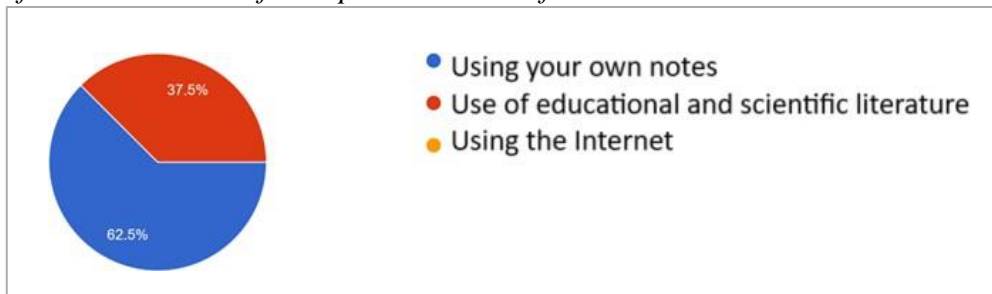 37.5%
62.5%
Using your own notes
Use of educational and scientific literature
Using the Internet